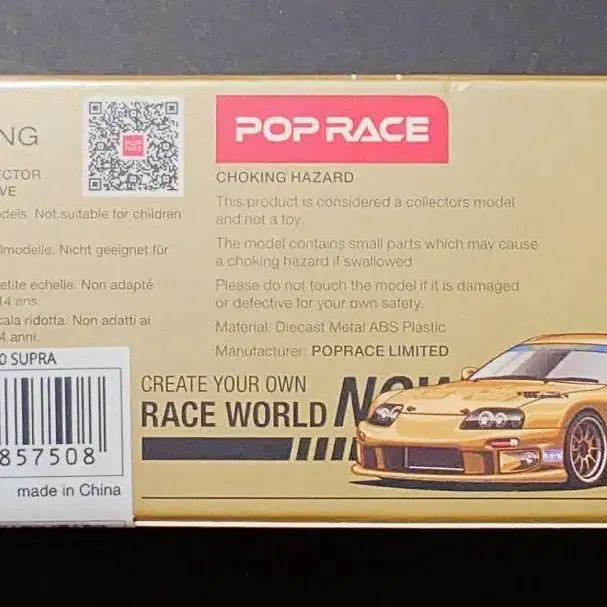 NG
POP RACE
CTOR
VE
POP RACE
CHOKING HAZARD
This product is considered a collectors model
and not a toy.
The model contains small parts which may cause
a choking hazard if swallowed
Please do not touch the model if it is damaged
or defective for your own safety.
Material: Diecast Metal ABS Plastic
Manufacturer: POPRACE LIMITED
dels. Not suitable for children
lmodelle. Nicht geeignet für
etite échelle. Non adapté
14 ans.
cala ridotta. Non adatti ai
4 anni.
0 SUPRA
857508
made in China
CREATE YOUR OWN
RACE WORLD NOW